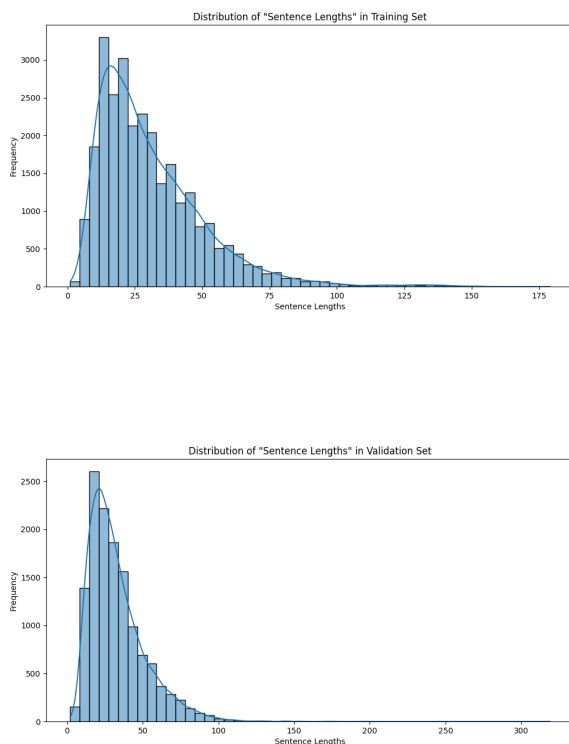 Distribution of "Sentence Lengths" in Training Set
3000
2500
2000
1500
1000
500
0
Frequency
0 25 50 75 100 125 150 175
Sentence Lengths
Distribution of "Sentence Lengths" in Validation Set
2500
2000
1500
1000
500
0
Frequency
0 50 100 150 200 250 300
Sentence Lengths